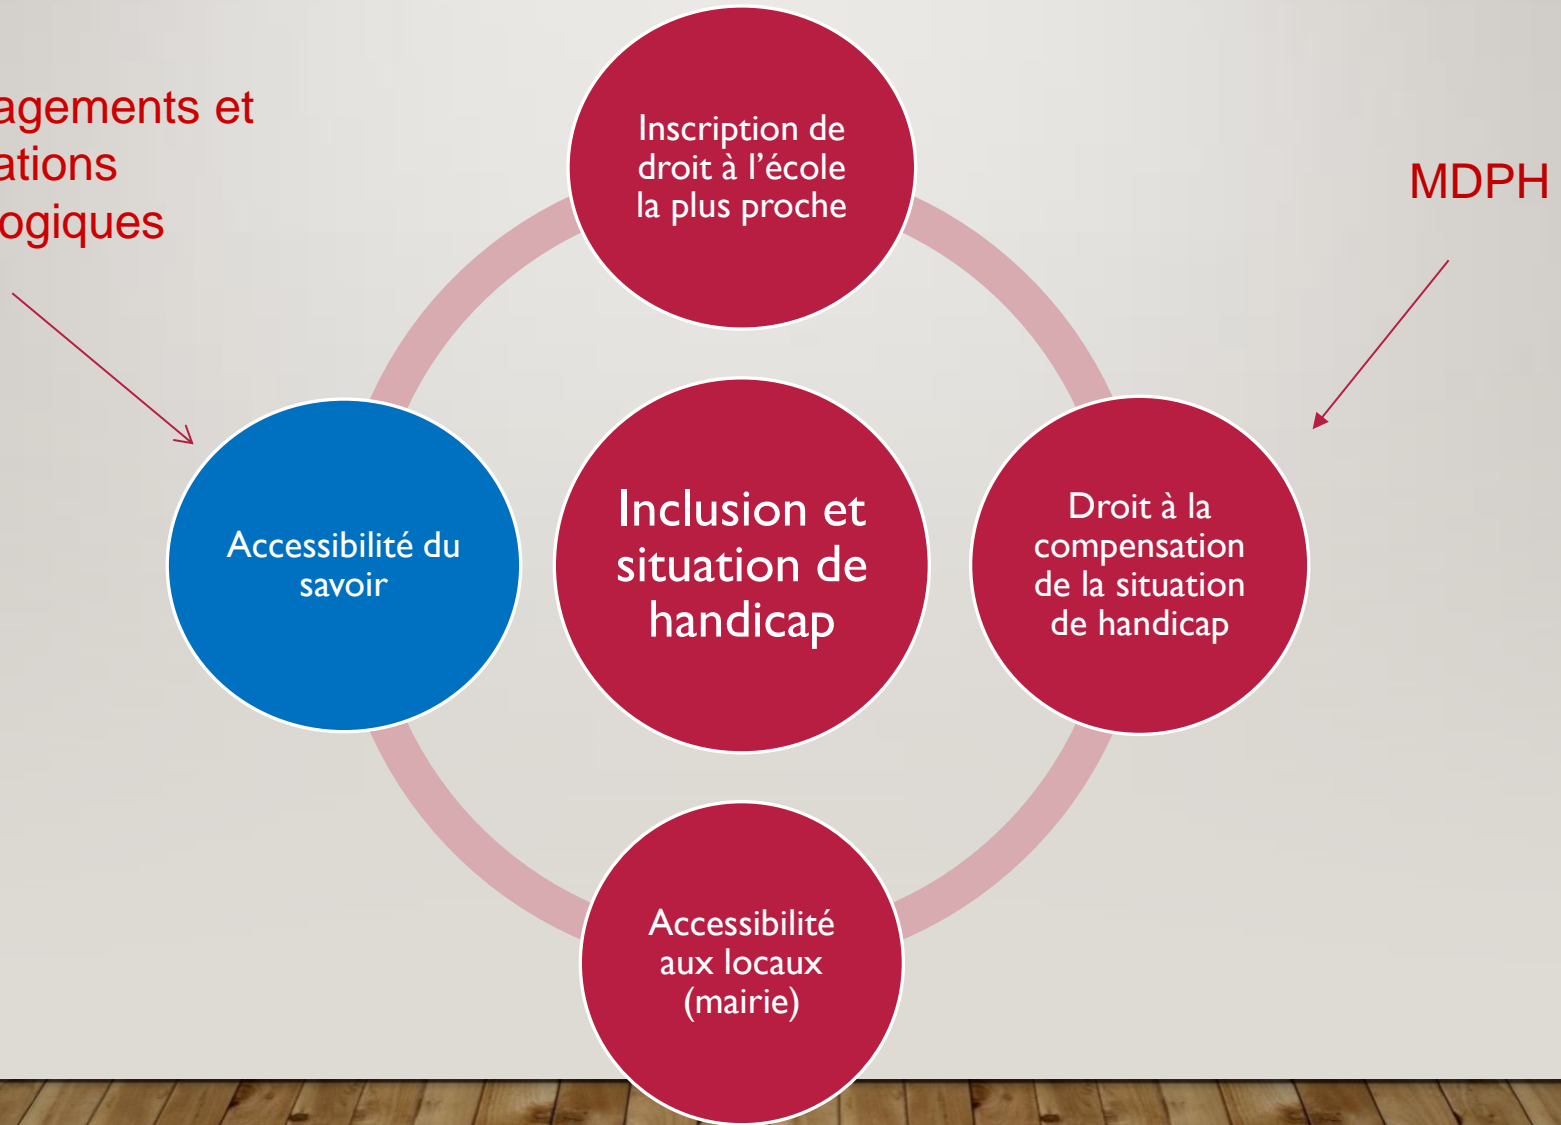 agements et
ations
ogiques
Inscription de
droit à l’école
la plus proche
MDPH
Accessibilité du
savoir
Inclusion et
situation de
handicap
Droit à la
compensation
de la situation
de handicap
Accessibilité
aux locaux
(mairie)